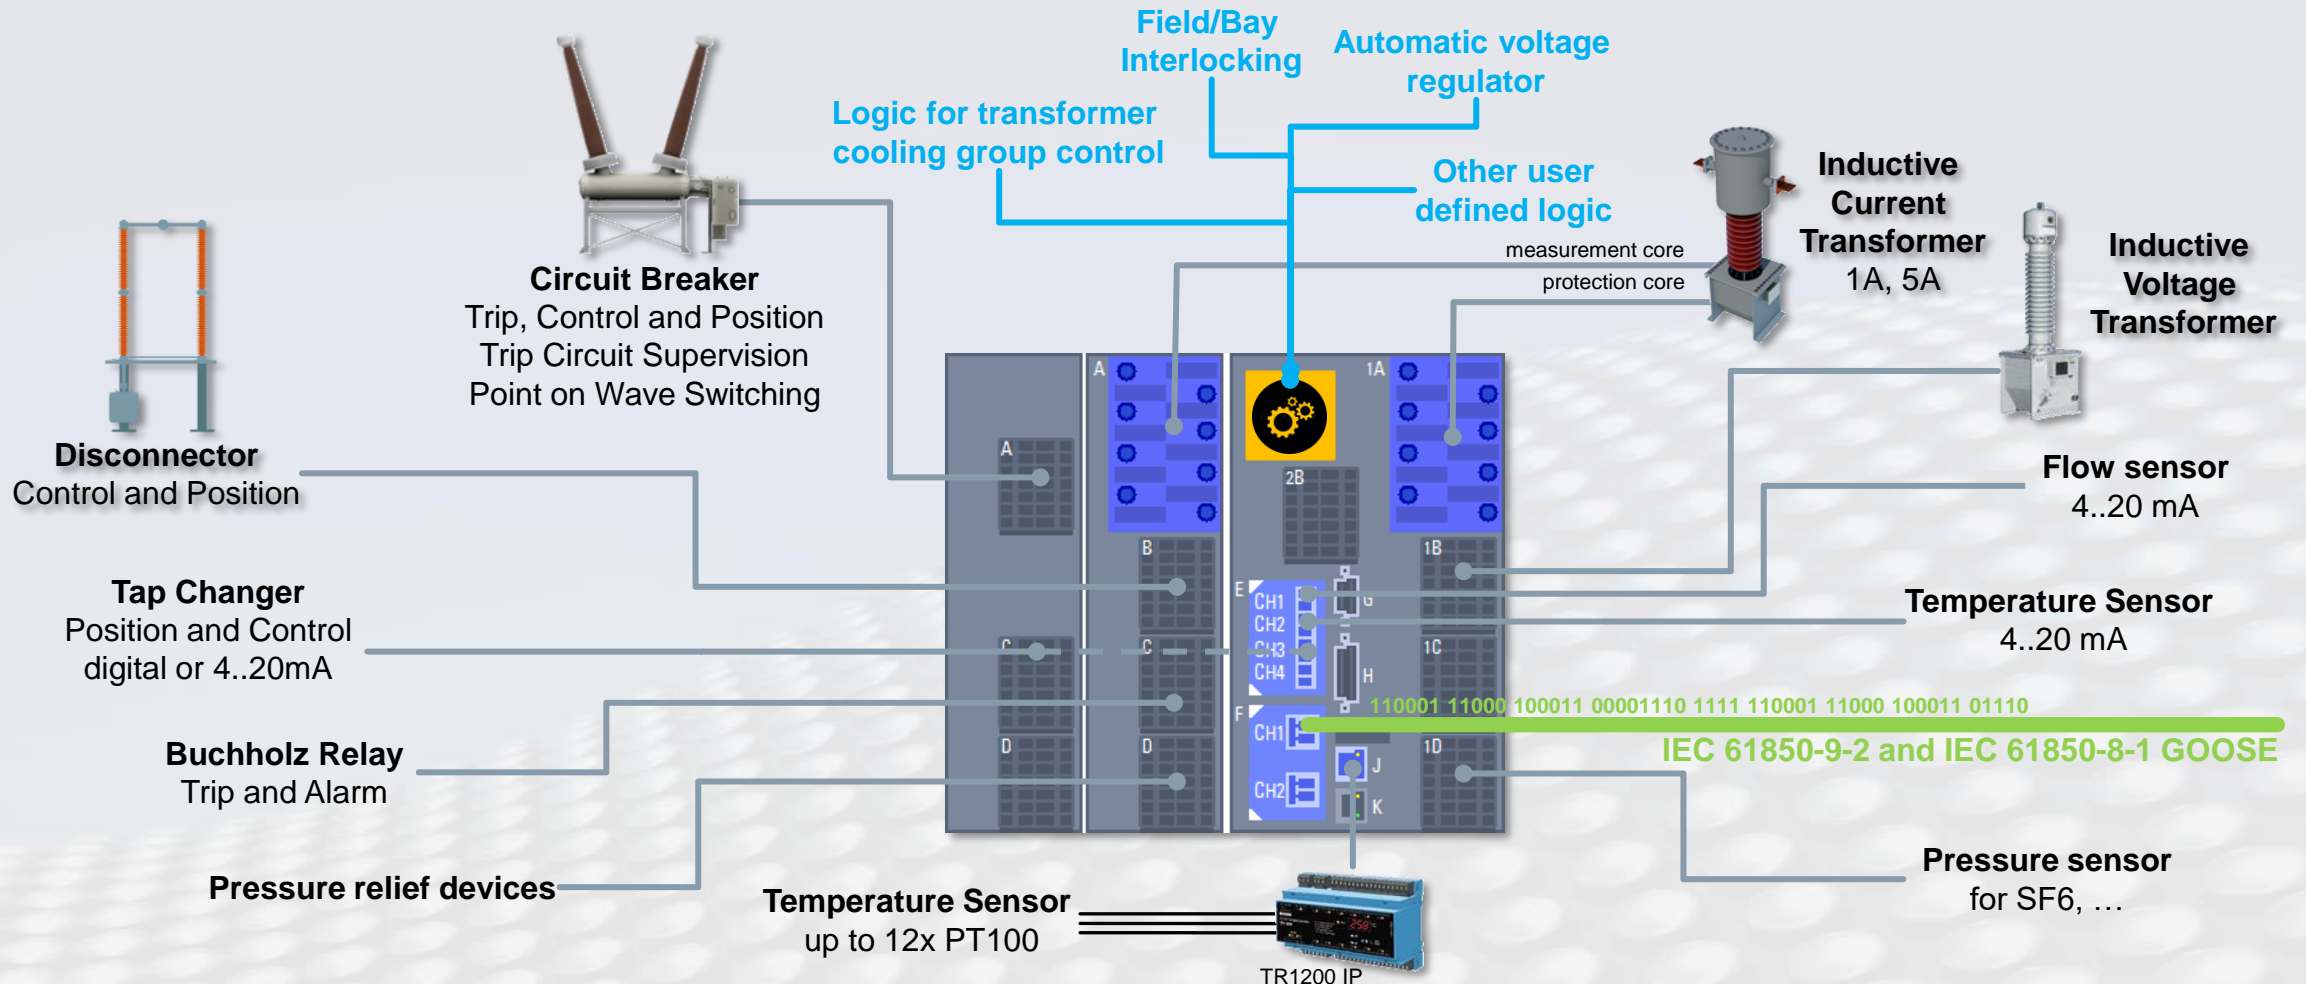 Field/Bay
Interlocking
Automatic voltage
regulator
Logic for transformer
cooling group control
Other user
defined logic
measurement core
protection core
Inductive
Current
Transformer
1A, 5A
Inductive
Voltage
Transformer
Circuit Breaker
Trip, Control and Position
Trip Circuit Supervision
Point on Wave Switching
Disconnector
Control and Position
Flow sensor
4..20 mA
Tap Changer
Position and Control
digital or 4..20mA
Temperature Sensor
4..20 mA
Buchholz Relay
Trip and Alarm
Pressure relief devices
Temperature Sensor
up to 12x PT100
TR1200 IP
Pressure sensor
for SF6, …
110001 11000 100011 00001110 1111 110001 11000 100011 01110
IEC 61850-9-2 and IEC 61850-8-1 GOOSE
A
C
D
A
B
C
D
1A
2B
1B
1C
1D
E
CH1
CH2
CH3
CH4
F
CH1
CH2
G
H
J
K